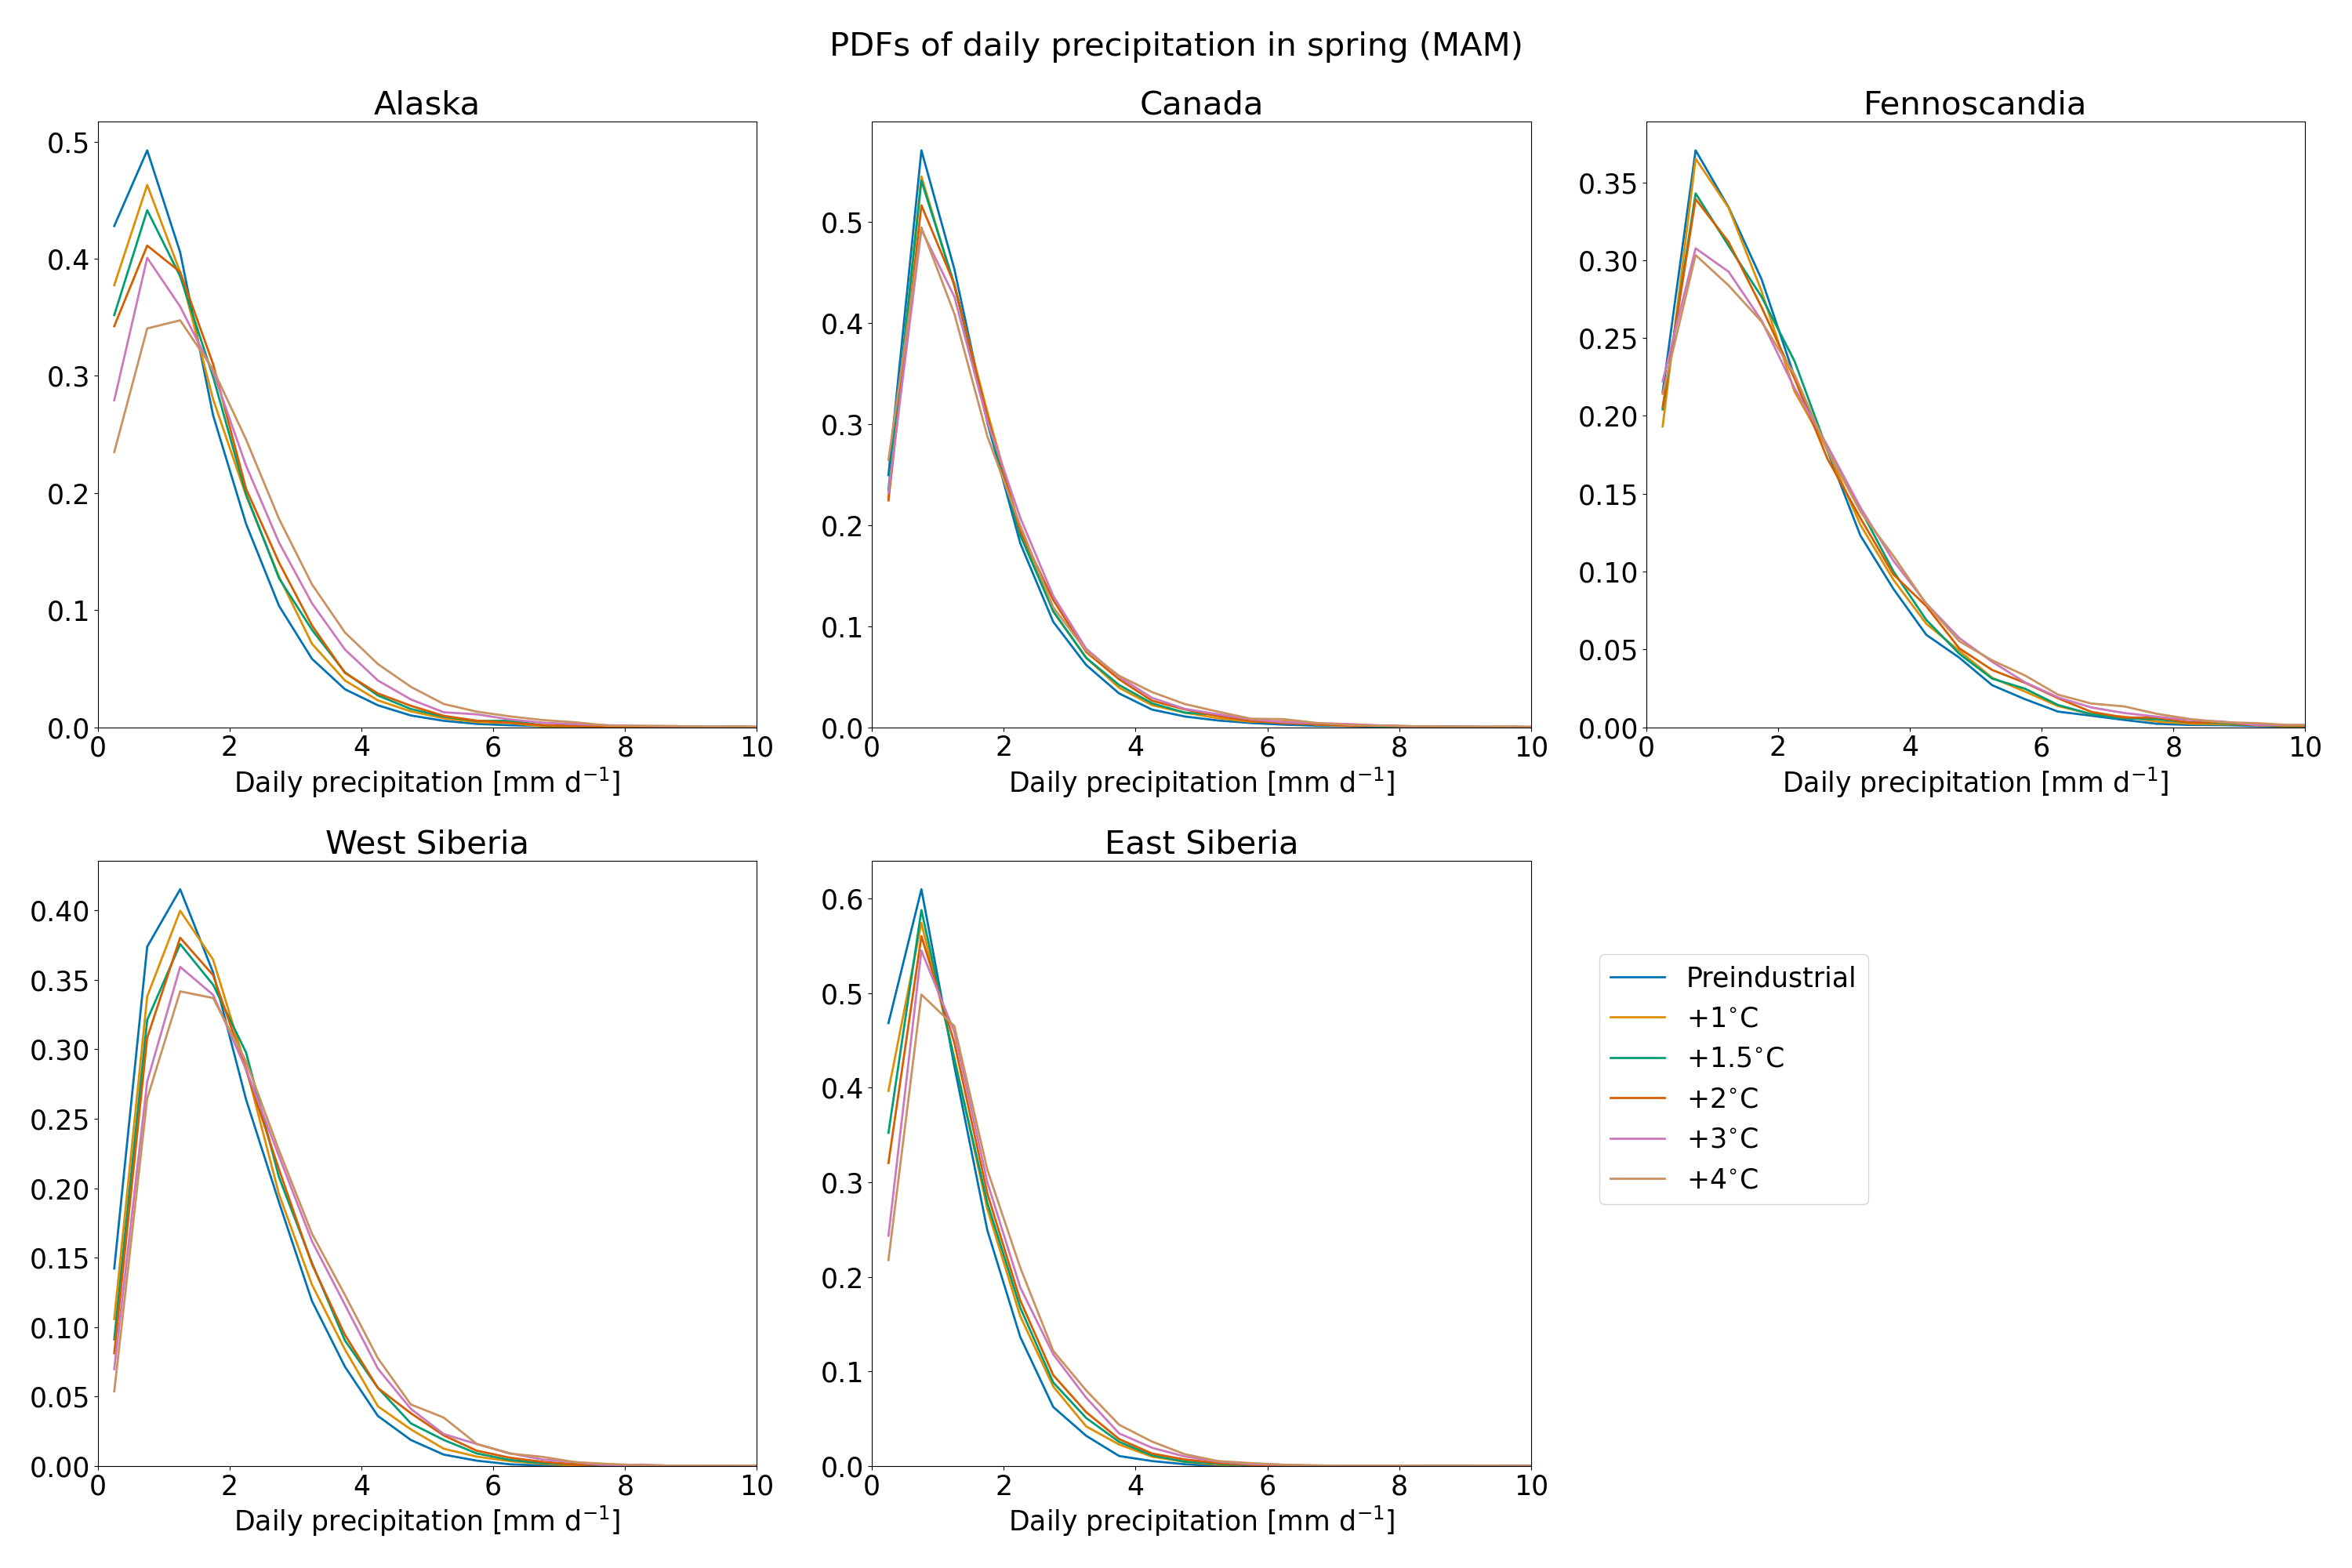 PDFs of daily precipitation in spring (MAM)
Alaska
0.5
0.4
0.3
0.2
0.1
0.0
0 2 4 6 8 10
Daily precipitation [mm d⁻¹]
Canada
0.5
0.4
0.3
0.2
0.1
0.0
0 2 4 6 8 10
Daily precipitation [mm d⁻¹]
Fennoscandia
0.35
0.30
0.25
0.20
0.15
0.10
0.05
0.00
0 2 4 6 8 10
Daily precipitation [mm d⁻¹]
West Siberia
0.40
0.35
0.30
0.25
0.20
0.15
0.10
0.05
0.00
0 2 4 6 8 10
Daily precipitation [mm d⁻¹]
East Siberia
0.6
0.5
0.4
0.3
0.2
0.1
0.0
0 2 4 6 8 10
Daily precipitation [mm d⁻¹]
Preindustrial
+1°C
+1.5°C
+2°C
+3°C
+4°C